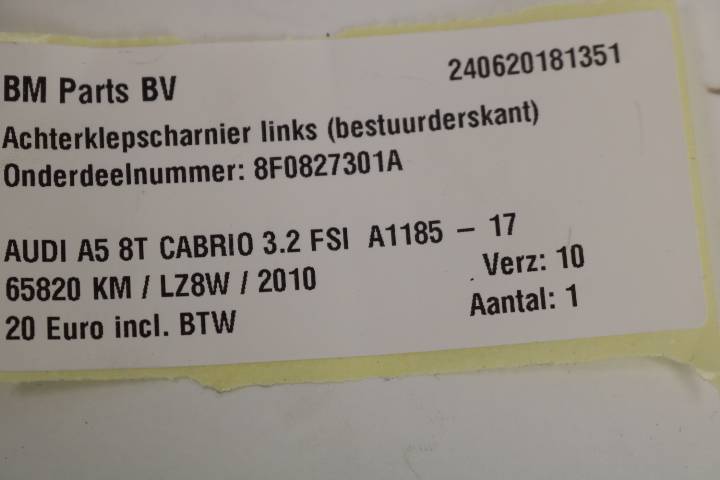 BM Parts BV 240620181351
Achterklepscharnier links (bestuurderskant)
Onderdeelnummer: 8F0827301A
AUDI A5 8T CABRIO 3.2 FSI A1185 – 17
65820 KM / LZ8W / 2010 Verz: 10
20 Euro incl. BTW Aantal: 1